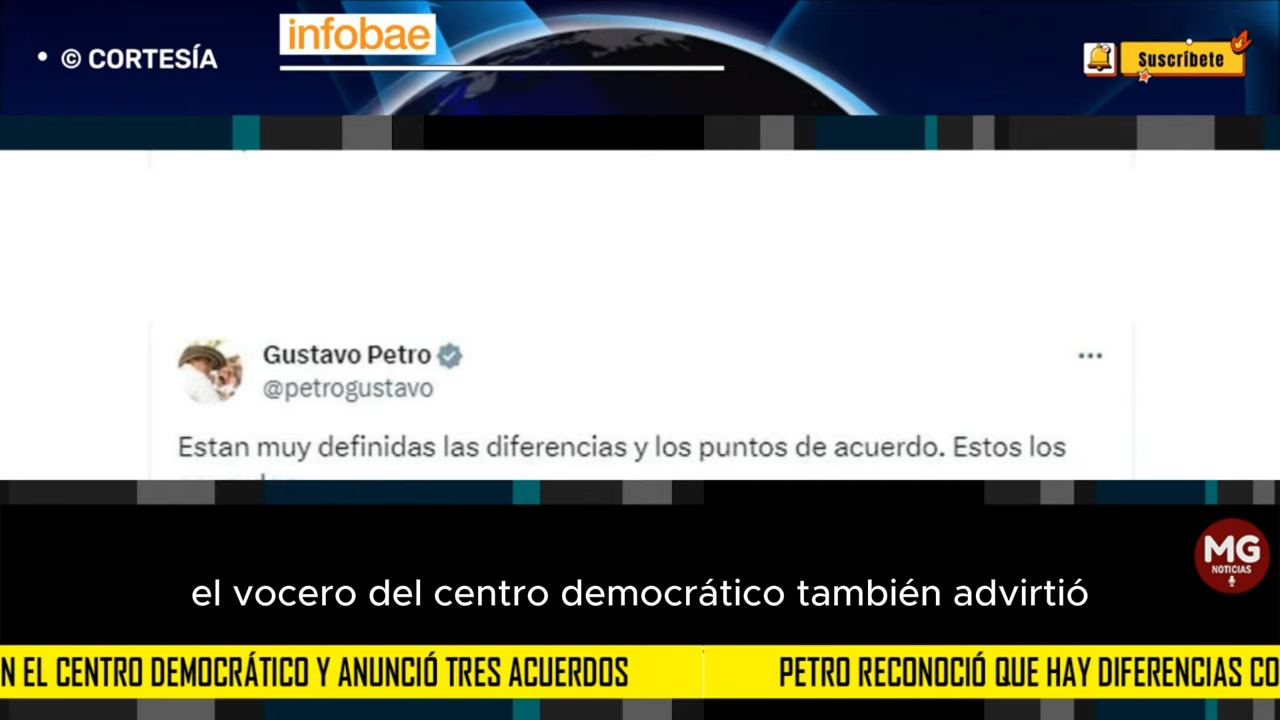 • © CORTESÍA
infobae
Suscríbete
Gustavo Petro
@petrogustavo
Estan muy definidas las diferencias y los puntos de acuerdo. Estos los
MG
NOTICIAS
el vocero del centro democrático también advirtió
N EL CENTRO DEMOCRÁTICO Y ANUNCIÓ TRES ACUERDOS
PETRO RECONOCIÓ QUE HAY DIFERENCIAS CO